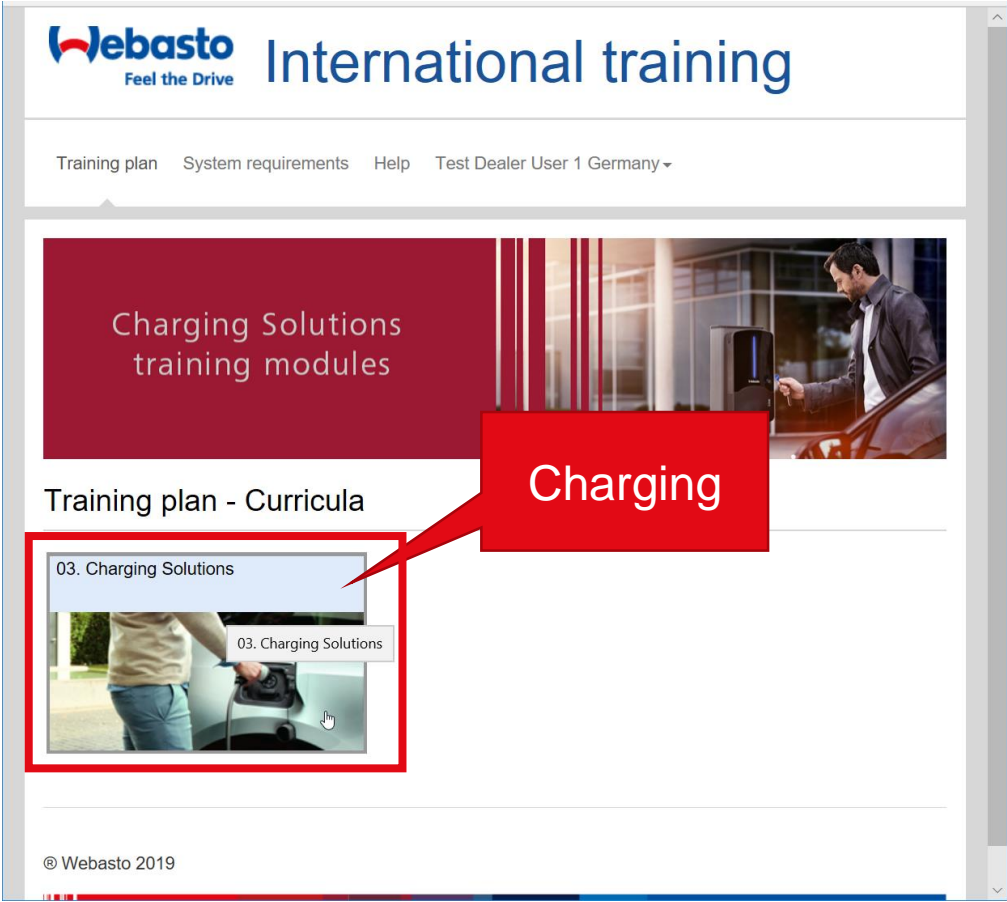 Webasto
Feel the Drive
International training
Training plan System requirements Help Test Dealer User 1 Germany
Charging Solutions
training modules
Charging
Training plan - Curricula
03. Charging Solutions
03. Charging Solutions
® Webasto 2019